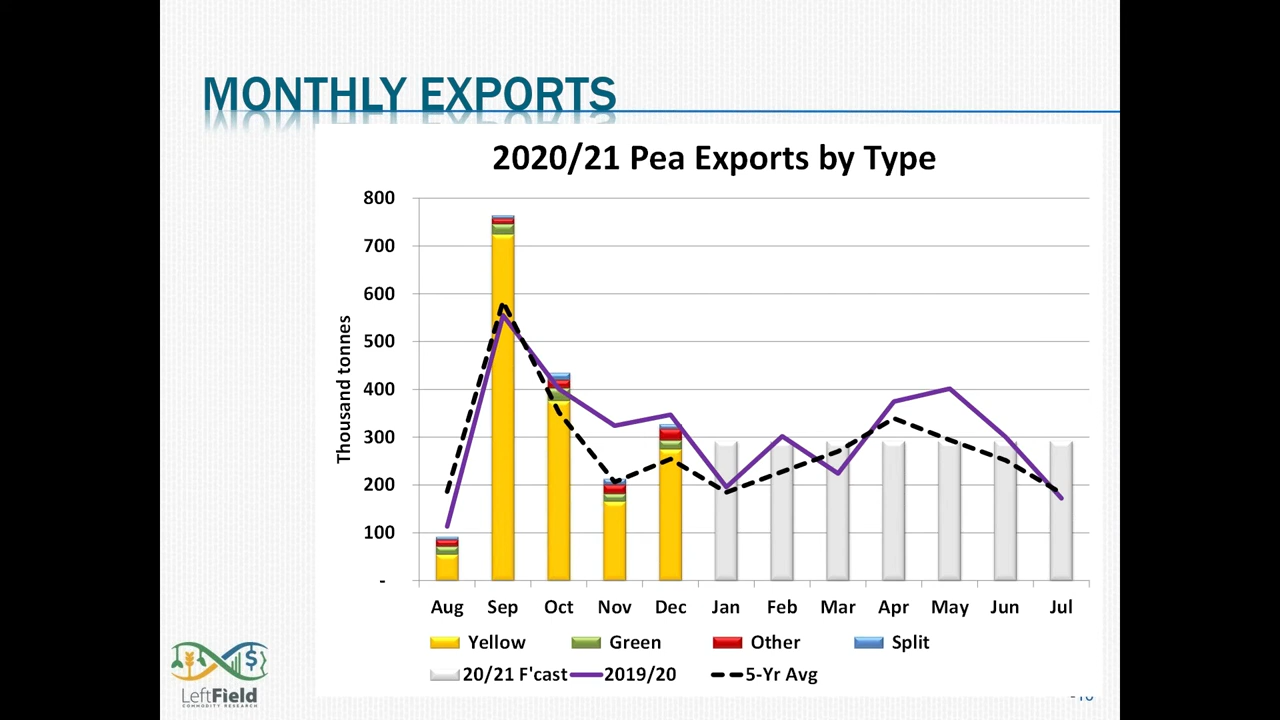 MONTHLY EXPORTS
2020/21 Pea Exports by Type
Thousand tonnes
800
700
600
500
400
300
200
100
-
Aug Sep Oct Nov Dec Jan Feb Mar Apr May Jun Jul
Yellow Green Other Split
20/21 F'cast 2019/20 5-Yr Avg
LeftField
COMMODITY RESEARCH